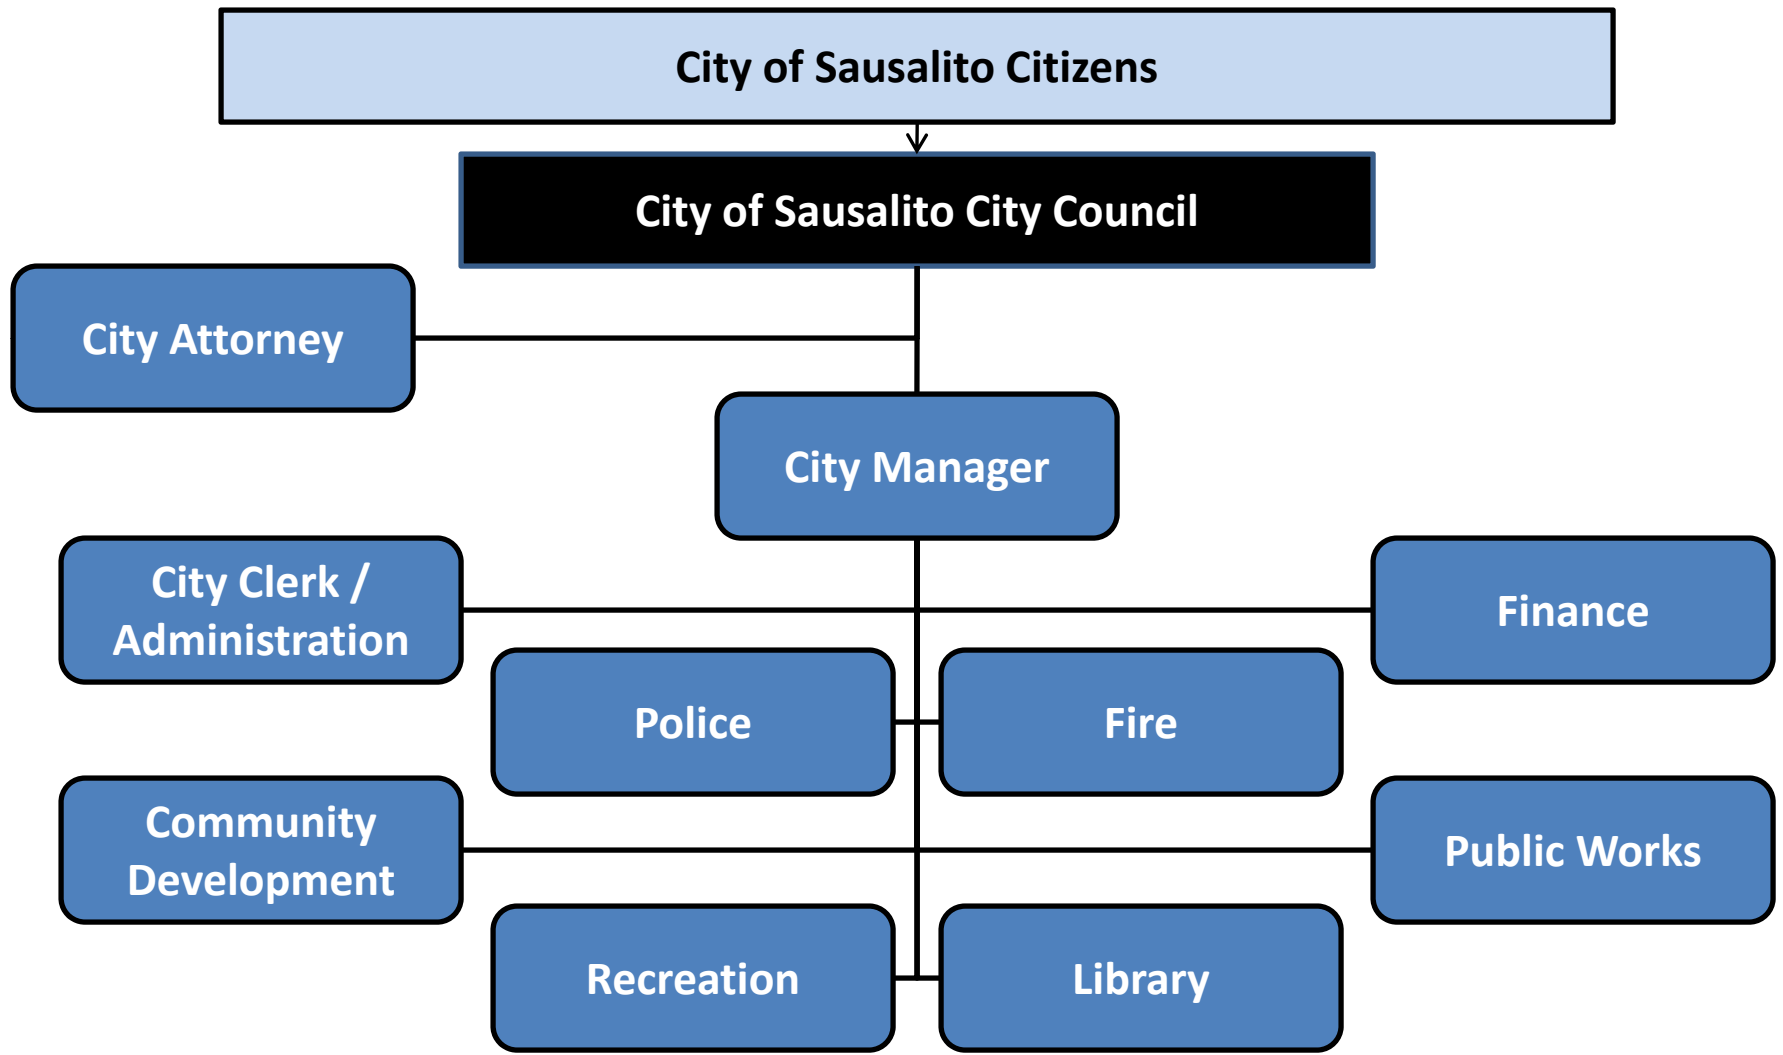 City of Sausalito Citizens
City of Sausalito City Council
City Attorney
City Manager
City Clerk /
Administration
Finance
Police
Fire
Community
Development
Public Works
Recreation
Library